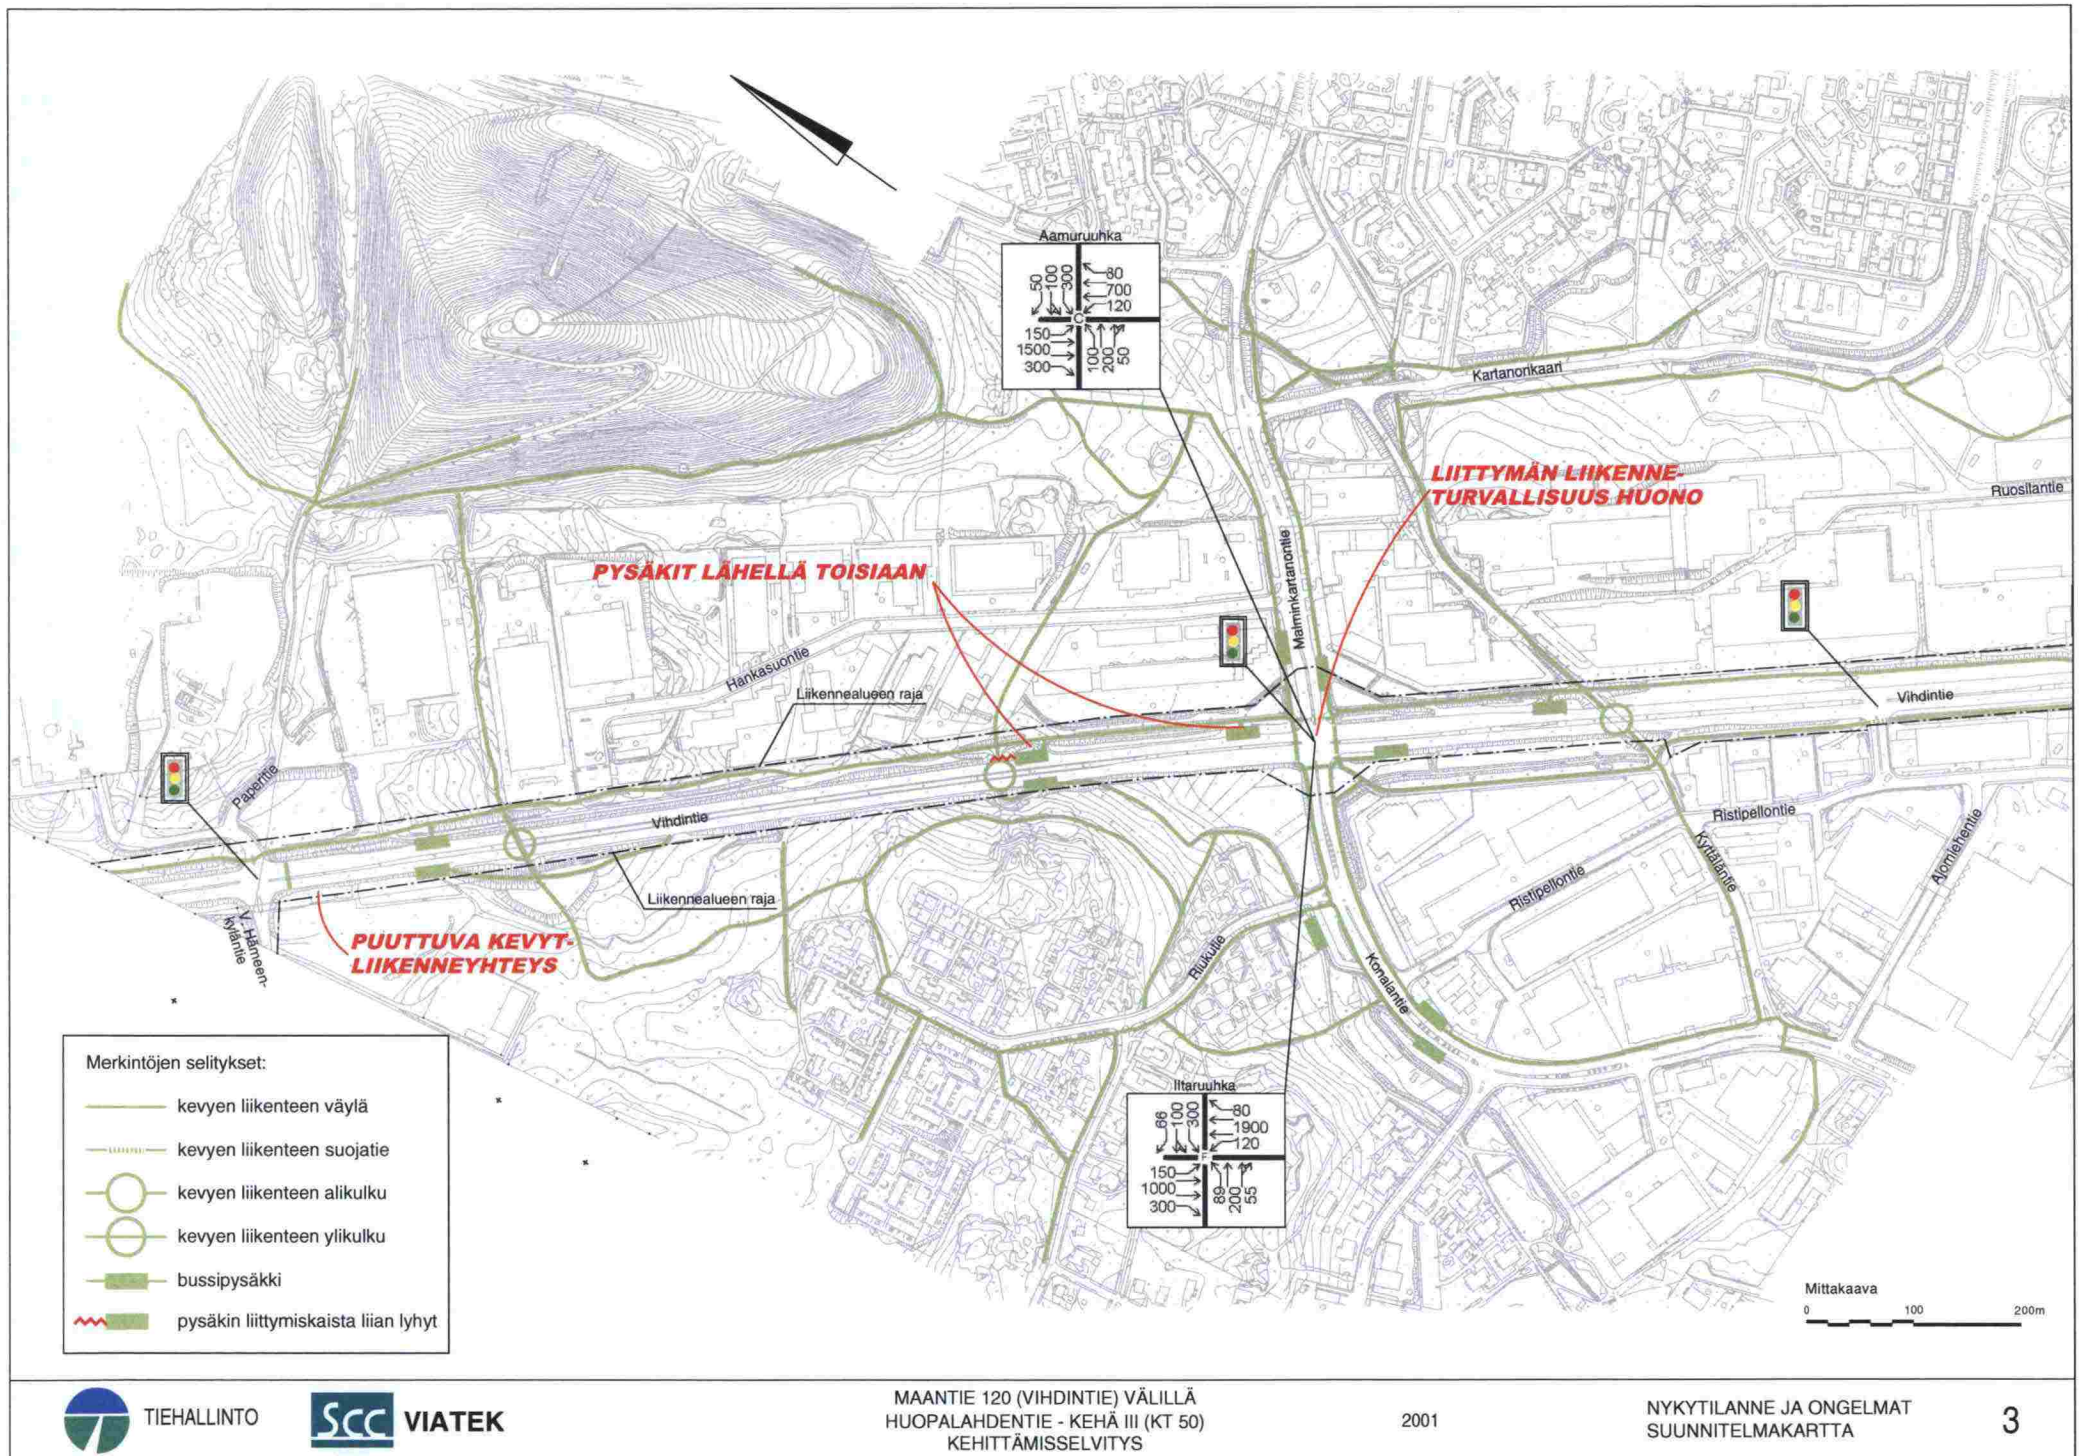 Aamuruuhka
50
100
300
80
700
120
150
1500
300
100
200
50
Kartanonkaari
LIITTYMÄN LIIKENNE-
TURVALLISUUS HUONO
Ruosilantie
PYSÄKIT LÄHELLÄ TOISIAAN
Malminkartanontie
Hankasuontie
Liikennealueen raja
Vihdintie
Paperitie
Vihdintie
Ristipellontie
Kyttäläntie
Ajomiehentie
Liikennealueen raja
Ristipellontie
V. Hämeen-
kyläntie
PUUTTUVA KEVYT-
LIIKENNEYHTEYS
Riukutie
Konalantie
Merkintöjen selitykset:
kevyen liikenteen väylä
kevyen liikenteen suojatie
kevyen liikenteen alikulku
kevyen liikenteen ylikulku
bussipysäkki
pysäkin liittymiskaista liian lyhyt
Iltaruuhka
66
100
300
80
1900
120
150
1000
300
89
200
55
Mittakaava
0 100 200m
TIEHALLINTO
SCC VIATEK
MAANTIE 120 (VIHDINTIE) VÄLILLÄ
HUOPALAHDENTIE - KEHÄ III (KT 50)
KEHITTÄMISSELVITYS
2001
NYKYTILANNE JA ONGELMAT
SUUNNITELMAKARTTA
3